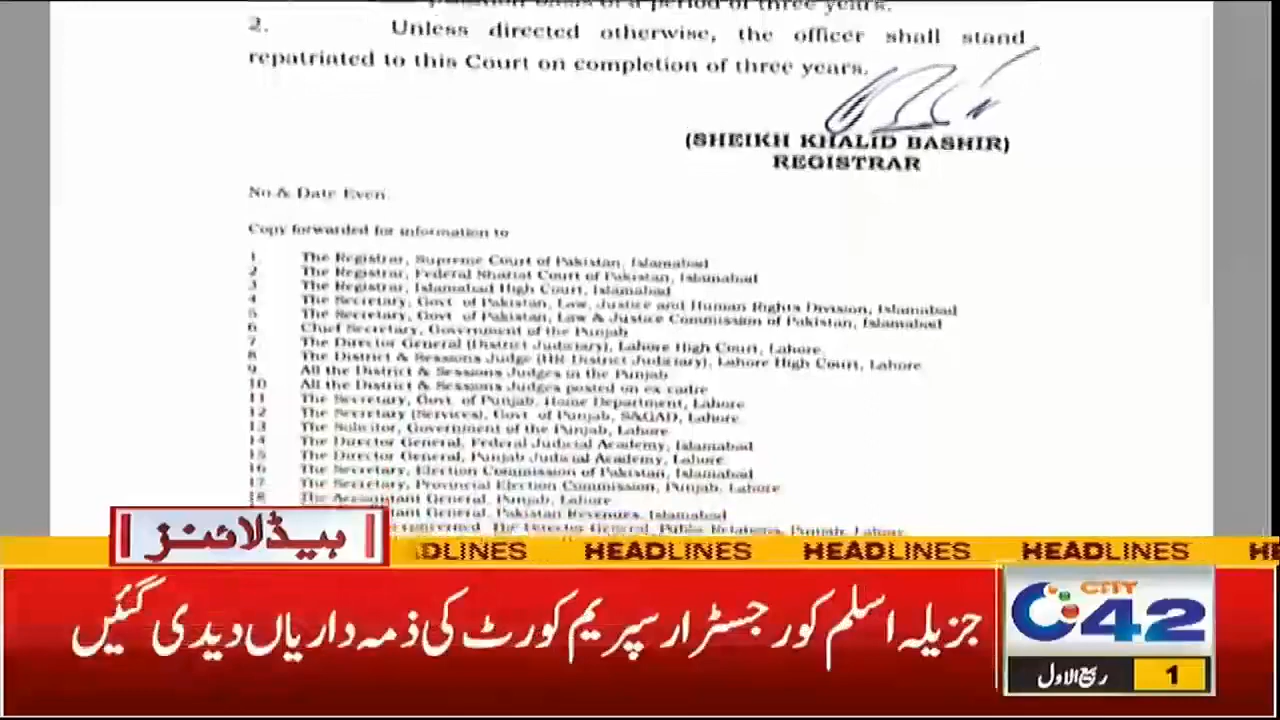 2. Unless directed otherwise, the officer shall stand
repatriated to this Court on completion of three years.
(SHEIKH KHALID BASHIR)
REGISTRAR
No & Date Even.
Copy forwarded for information to
1 The Registrar, Supreme Court of Pakistan, Islamabad
2 The Registrar, Federal Shariat Court of Pakistan, Islamabad
3 The Registrar, Islamabad High Court, Islamabad
4 The Secretary, Govt of Pakistan, Law, Justice and Human Rights Division, Islamabad
5 The Secretary, Govt of Pakistan, Law & Justice Commission of Pakistan, Islamabad
6 Chief Secretary, Government of the Punjab
7 The Director General (District Judiciary), Lahore High Court, Lahore
8 The District & Sessions Judge (HR District Judiciary), Lahore High Court, Lahore
9 All the District & Sessions Judges in the Punjab
10 All the District & Sessions Judges posted on ex cadre
11 The Secretary, Govt of Punjab, Home Department, Lahore
12 The Secretary (Services), Govt of Punjab, S&GAD, Lahore
13 The Solicitor, Government of the Punjab, Lahore
14 The Director General, Federal Judicial Academy, Islamabad
15 The Director General, Punjab Judicial Academy, Lahore
16 The Secretary, Election Commission of Pakistan, Islamabad
17 The Secretary, Provincial Election Commission, Punjab, Lahore
18 The Accountant General, Punjab, Lahore
General, Pakistan Revenues, Islamabad
The Director General, Public Relations, Punjab, Lahore
ہیڈلائنز
HEADLINES HEADLINES HEADLINES
جزیلہ اسلم کو رجسٹرار سپریم کورٹ کی ذمہ داریاں دیدی گئیں
CITY
42
1 ربیع الاول